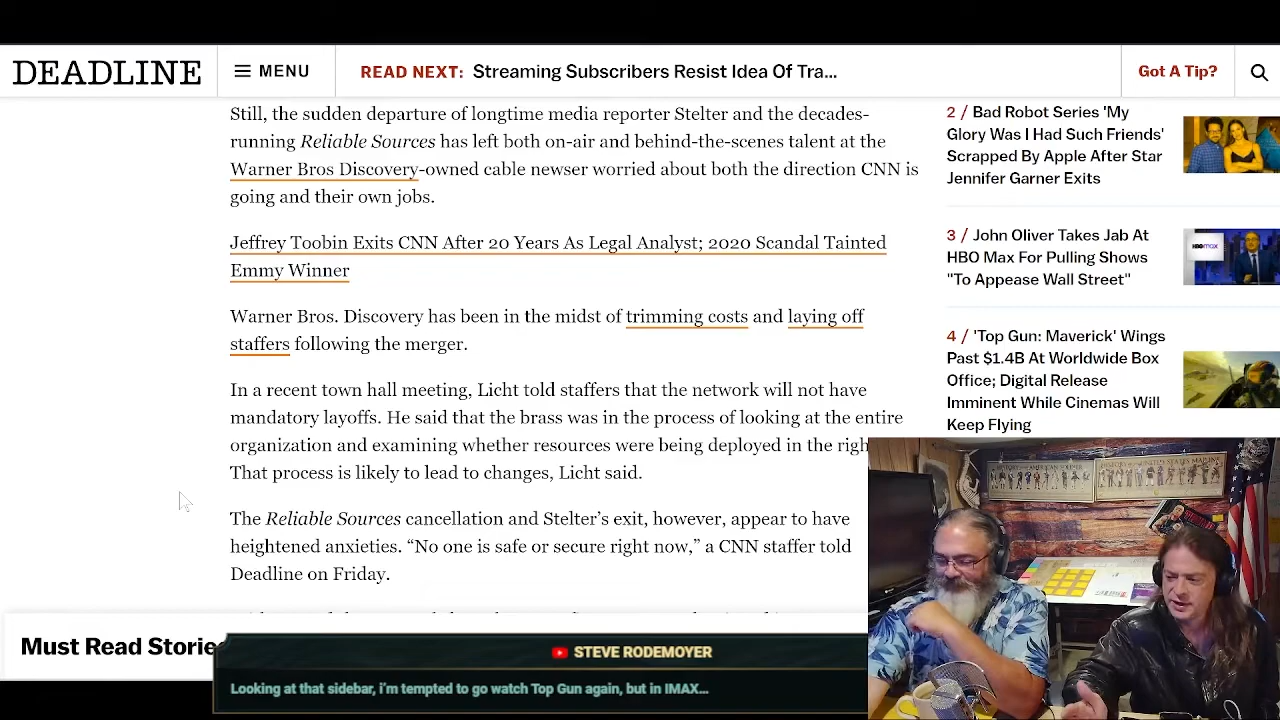 DEADLINE
MENU
READ NEXT: Streaming Subscribers Resist Idea Of Tra...
Got A Tip?
Still, the sudden departure of longtime media reporter Stelter and the decades-
running Reliable Sources has left both on-air and behind-the-scenes talent at the
Warner Bros Discovery-owned cable newser worried about both the direction CNN is
going and their own jobs.
Jeffrey Toobin Exits CNN After 20 Years As Legal Analyst; 2020 Scandal Tainted
Emmy Winner
Warner Bros. Discovery has been in the midst of trimming costs and laying off
staffers following the merger.
In a recent town hall meeting, Licht told staffers that the network will not have
mandatory layoffs. He said that the brass was in the process of looking at the entire
organization and examining whether resources were being deployed in the righ
That process is likely to lead to changes, Licht said.
The Reliable Sources cancellation and Stelter's exit, however, appear to have
heightened anxieties. “No one is safe or secure right now,” a CNN staffer told
Deadline on Friday.
2 / Bad Robot Series 'My
Glory Was I Had Such Friends'
Scrapped By Apple After Star
Jennifer Garner Exits
3 / John Oliver Takes Jab At
HBO Max For Pulling Shows
"To Appease Wall Street"
HBOmax
4 / 'Top Gun: Maverick' Wings
Past $1.4B At Worldwide Box
Office; Digital Release
Imminent While Cinemas Will
Keep Flying
Must Read Storie
STEVE RODEMOYER
Looking at that sidebar, i'm tempted to go watch Top Gun again, but in IMAX...